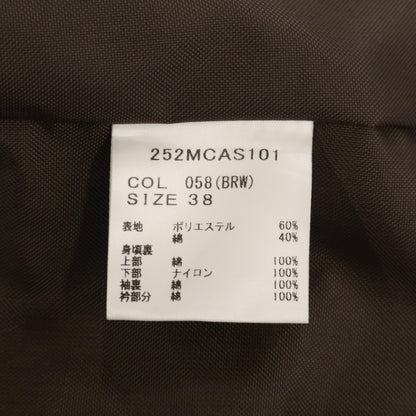 252MCAS101
COL 058(BRW)
SIZE 38
表地 ポリエステル 60%
綿 40%
身頃裏
上部 綿 100%
下部 ナイロン 100%
袖裏 綿 100%
衿部分 綿 100%